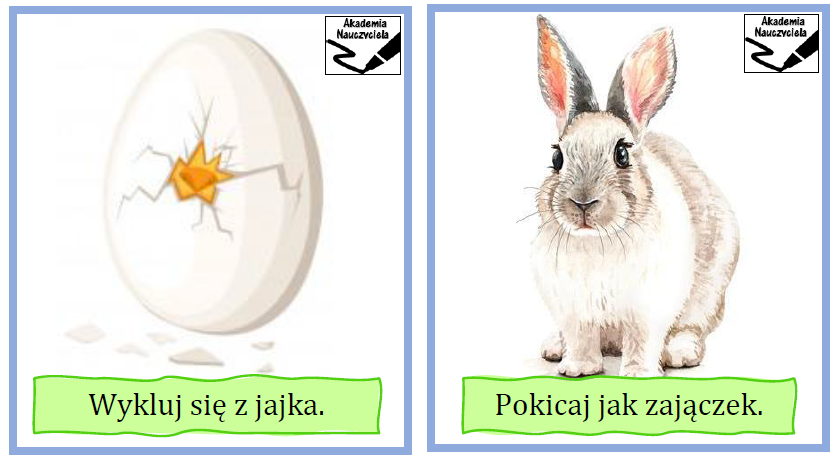 Akademia
Nauczyciela
Wykluj się z jajka.
Akademia
Nauczyciela
Pokicaj jak zajączek.